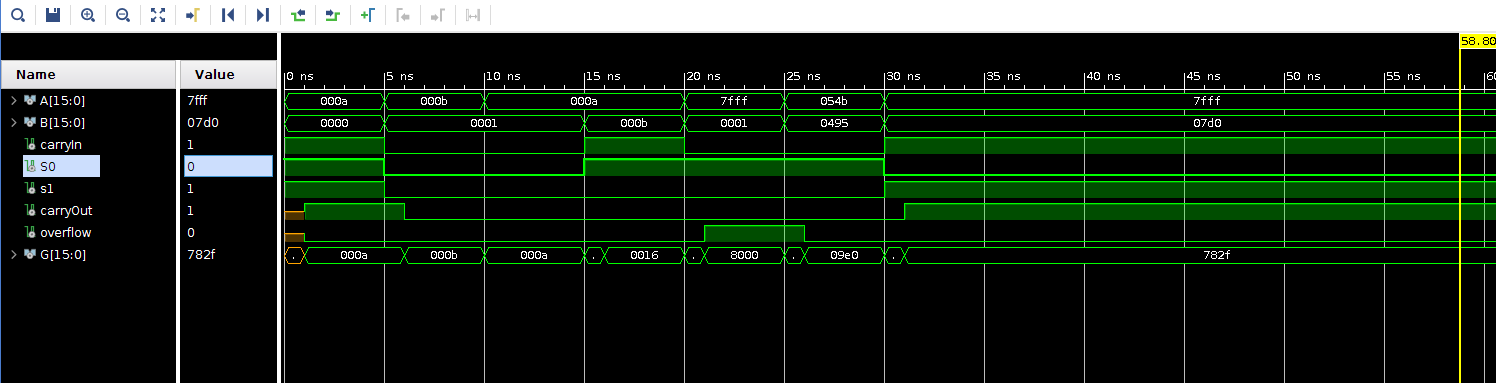 58.80
0 ns 5 ns 10 ns 15 ns 20 ns 25 ns 30 ns 35 ns 40 ns 45 ns 50 ns 55 ns 60
Name Value
A[15:0] 7fff 000a 000b 000a 7fff 054b 7fff
B[15:0] 07d0 0000 0001 000b 0001 0495 07d0
carryIn 1
S0 0
s1 1
carryOut 1
overflow 0
G[15:0] 782f . 000a 000b 000a . 0016 . 8000 . 09e0 . 782f